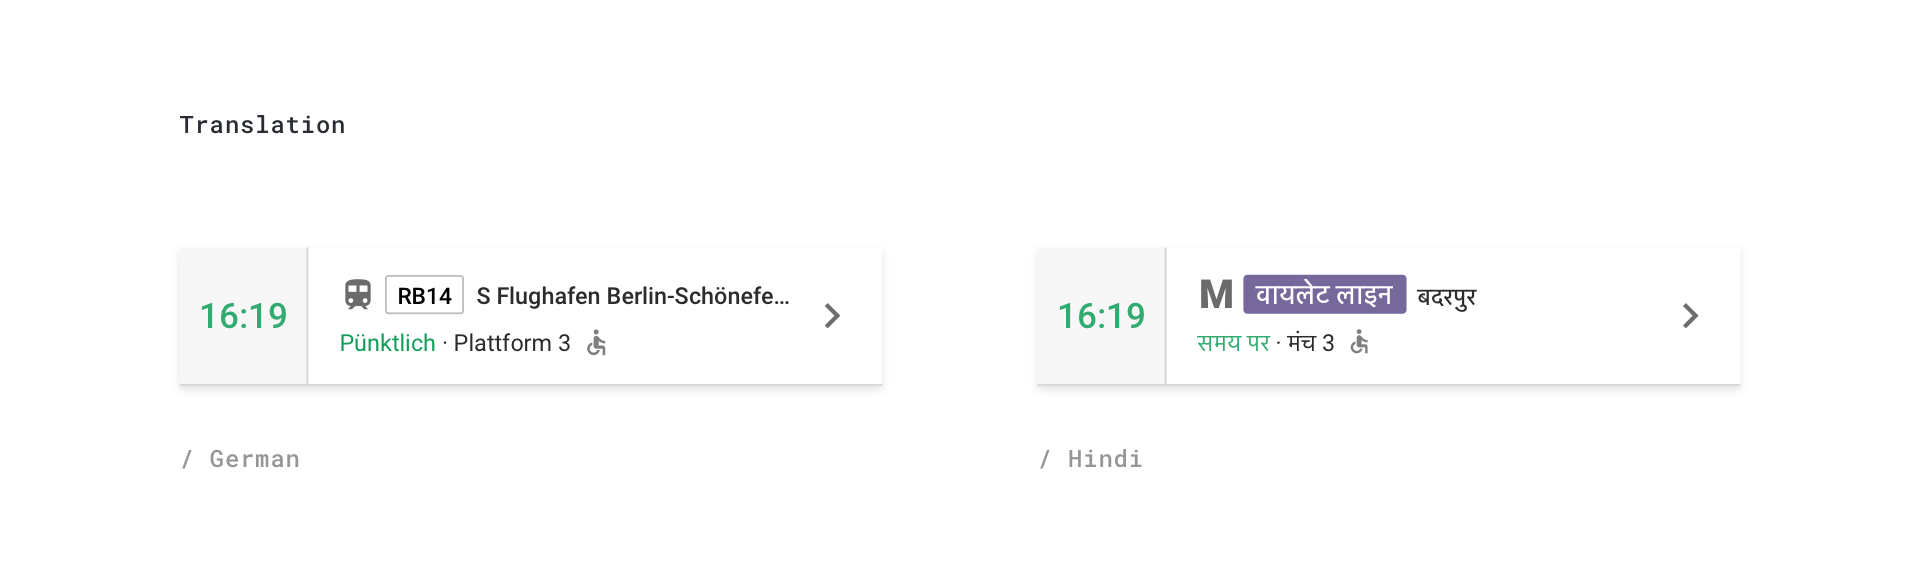 Translation
16:19
RB14 S Flughafen Berlin-Schönefe...
Pünktlich · Plattform 3
/ German
16:19
M वायलेट लाइन बदरपुर
समय पर · मंच 3
/ Hindi